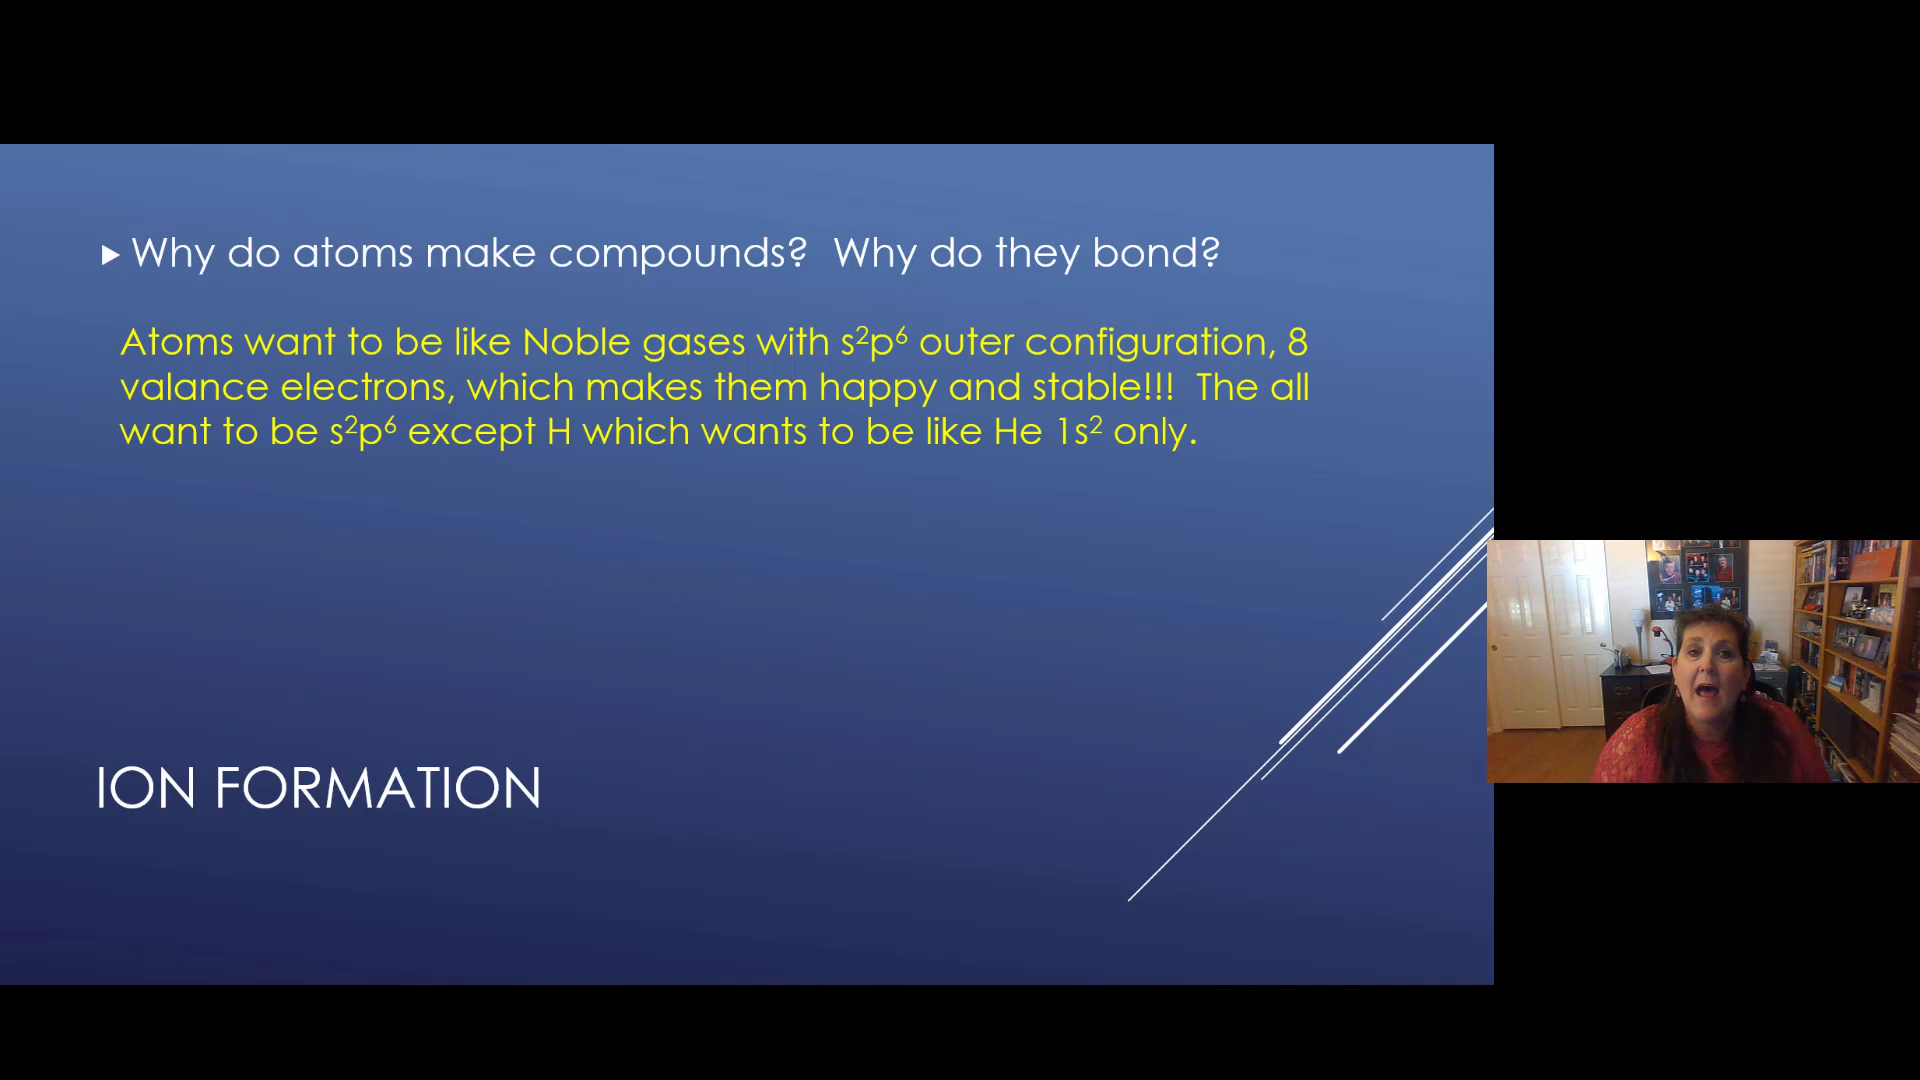 Why do atoms make compounds?  Why do they bond?
Atoms want to be like Noble gases with s²p⁶ outer configuration, 8
valance electrons, which makes them happy and stable!!!  The all
want to be s²p⁶ except H which wants to be like He 1s² only.
ION FORMATION